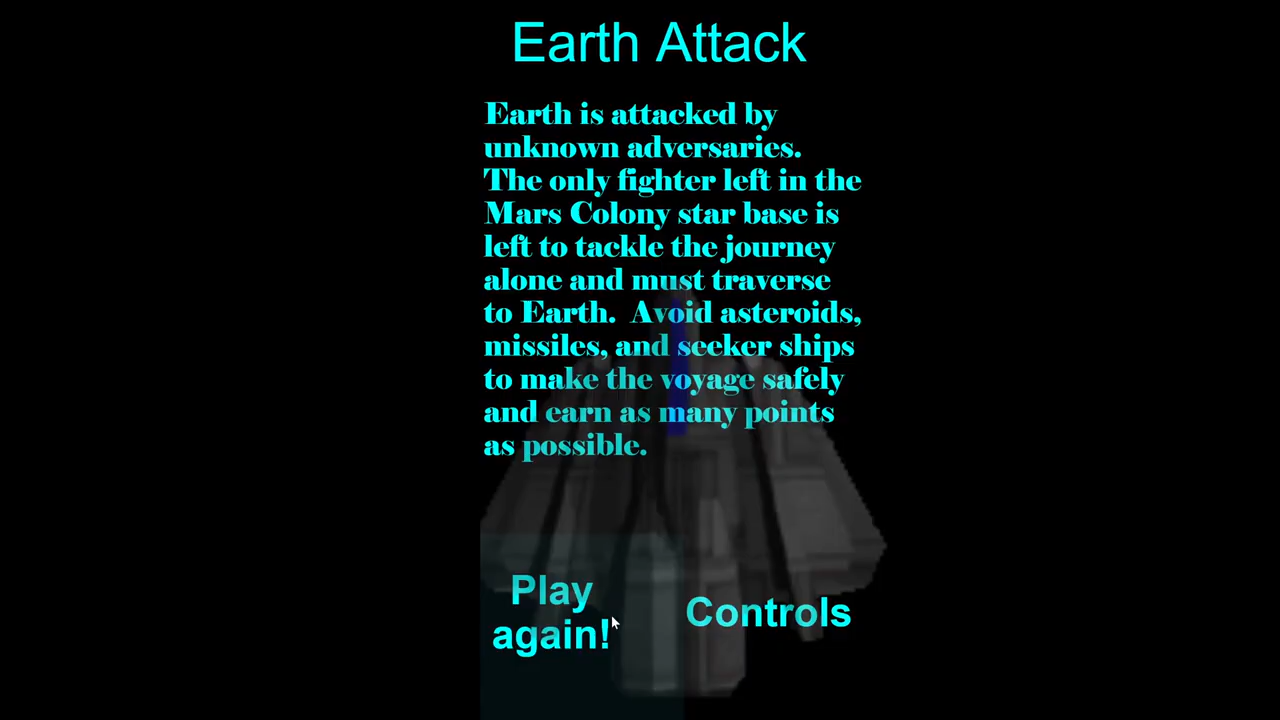 Earth Attack
Earth is attacked by
unknown adversaries.
The only fighter left in the
Mars Colony star base is
left to tackle the journey
alone and must traverse
to Earth.  Avoid asteroids,
missiles, and seeker ships
to make the voyage safely
and earn as many points
as possible.
Play
again!
Controls